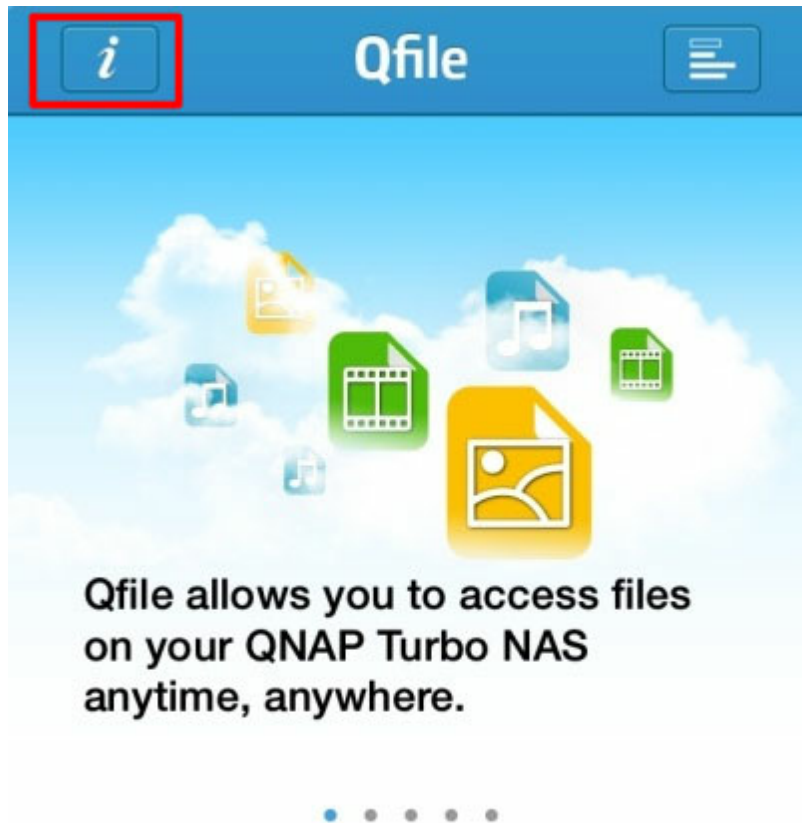 i
Qfile
Qfile allows you to access files
on your QNAP Turbo NAS
anytime, anywhere.